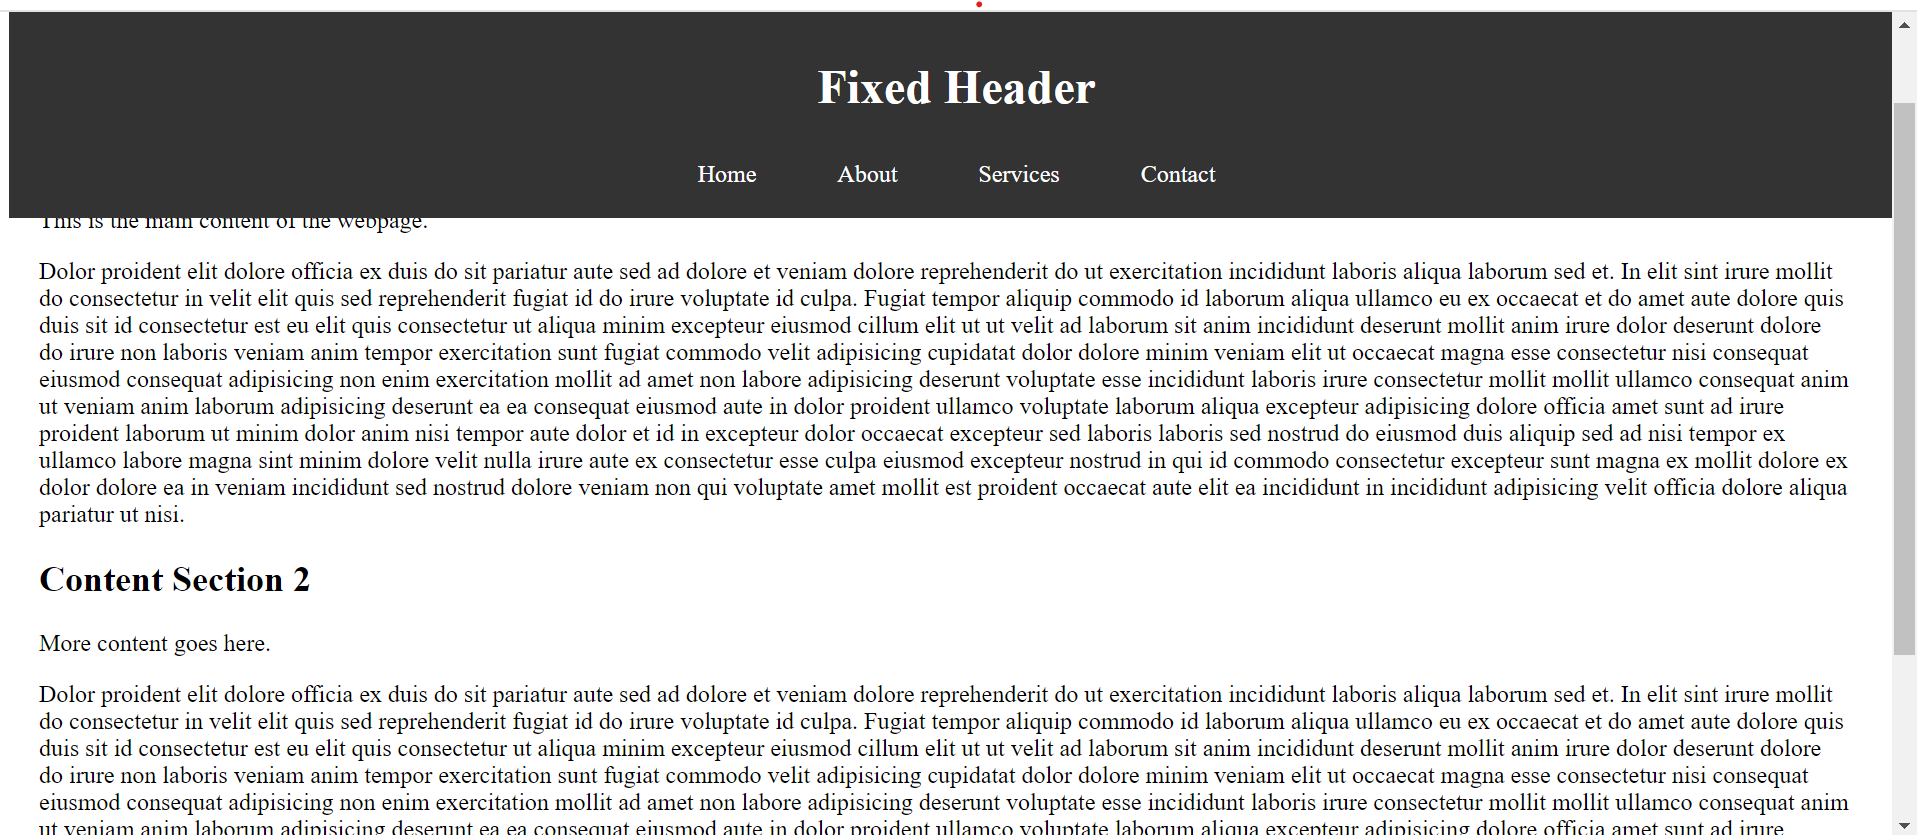 Fixed Header
Home About Services Contact
This is the main content of the webpage.
Dolor proident elit dolore officia ex duis do sit pariatur aute sed ad dolore et veniam dolore reprehenderit do ut exercitation incididunt laboris aliqua laborum sed et. In elit sint irure mollit
do consectetur in velit elit quis sed reprehenderit fugiat id do irure voluptate id culpa. Fugiat tempor aliquip commodo id laborum aliqua ullamco eu ex occaecat et do amet aute dolore quis
duis sit id consectetur est eu elit quis consectetur ut aliqua minim excepteur eiusmod cillum elit ut ut velit ad laborum sit anim incididunt deserunt mollit anim irure dolor deserunt dolore
do irure non laboris veniam anim tempor exercitation sunt fugiat commodo velit adipisicing cupidatat dolor dolore minim veniam elit ut occaecat magna esse consectetur nisi consequat
eiusmod consequat adipisicing non enim exercitation mollit ad amet non labore adipisicing deserunt voluptate esse incididunt laboris irure consectetur mollit mollit ullamco consequat anim
ut veniam anim laborum adipisicing deserunt ea ea consequat eiusmod aute in dolor proident ullamco voluptate laborum aliqua excepteur adipisicing dolore officia amet sunt ad irure
proident laborum ut minim dolor anim nisi tempor aute dolor et id in excepteur dolor occaecat excepteur sed laboris laboris sed nostrud do eiusmod duis aliquip sed ad nisi tempor ex
ullamco labore magna sint minim dolore velit nulla irure aute ex consectetur esse culpa eiusmod excepteur nostrud in qui id commodo consectetur excepteur sunt magna ex mollit dolore ex
dolor dolore ea in veniam incididunt sed nostrud dolore veniam non qui voluptate amet mollit est proident occaecat aute elit ea incididunt in incididunt adipisicing velit officia dolore aliqua
pariatur ut nisi.
Content Section 2
More content goes here.
Dolor proident elit dolore officia ex duis do sit pariatur aute sed ad dolore et veniam dolore reprehenderit do ut exercitation incididunt laboris aliqua laborum sed et. In elit sint irure mollit
do consectetur in velit elit quis sed reprehenderit fugiat id do irure voluptate id culpa. Fugiat tempor aliquip commodo id laborum aliqua ullamco eu ex occaecat et do amet aute dolore quis
duis sit id consectetur est eu elit quis consectetur ut aliqua minim excepteur eiusmod cillum elit ut ut velit ad laborum sit anim incididunt deserunt mollit anim irure dolor deserunt dolore
do irure non laboris veniam anim tempor exercitation sunt fugiat commodo velit adipisicing cupidatat dolor dolore minim veniam elit ut occaecat magna esse consectetur nisi consequat
eiusmod consequat adipisicing non enim exercitation mollit ad amet non labore adipisicing deserunt voluptate esse incididunt laboris irure consectetur mollit mollit ullamco consequat anim
ut veniam anim laborum adipisicing deserunt ea ea consequat eiusmod aute in dolor proident ullamco voluptate laborum aliqua excepteur adipisicing dolore officia amet sunt ad irure